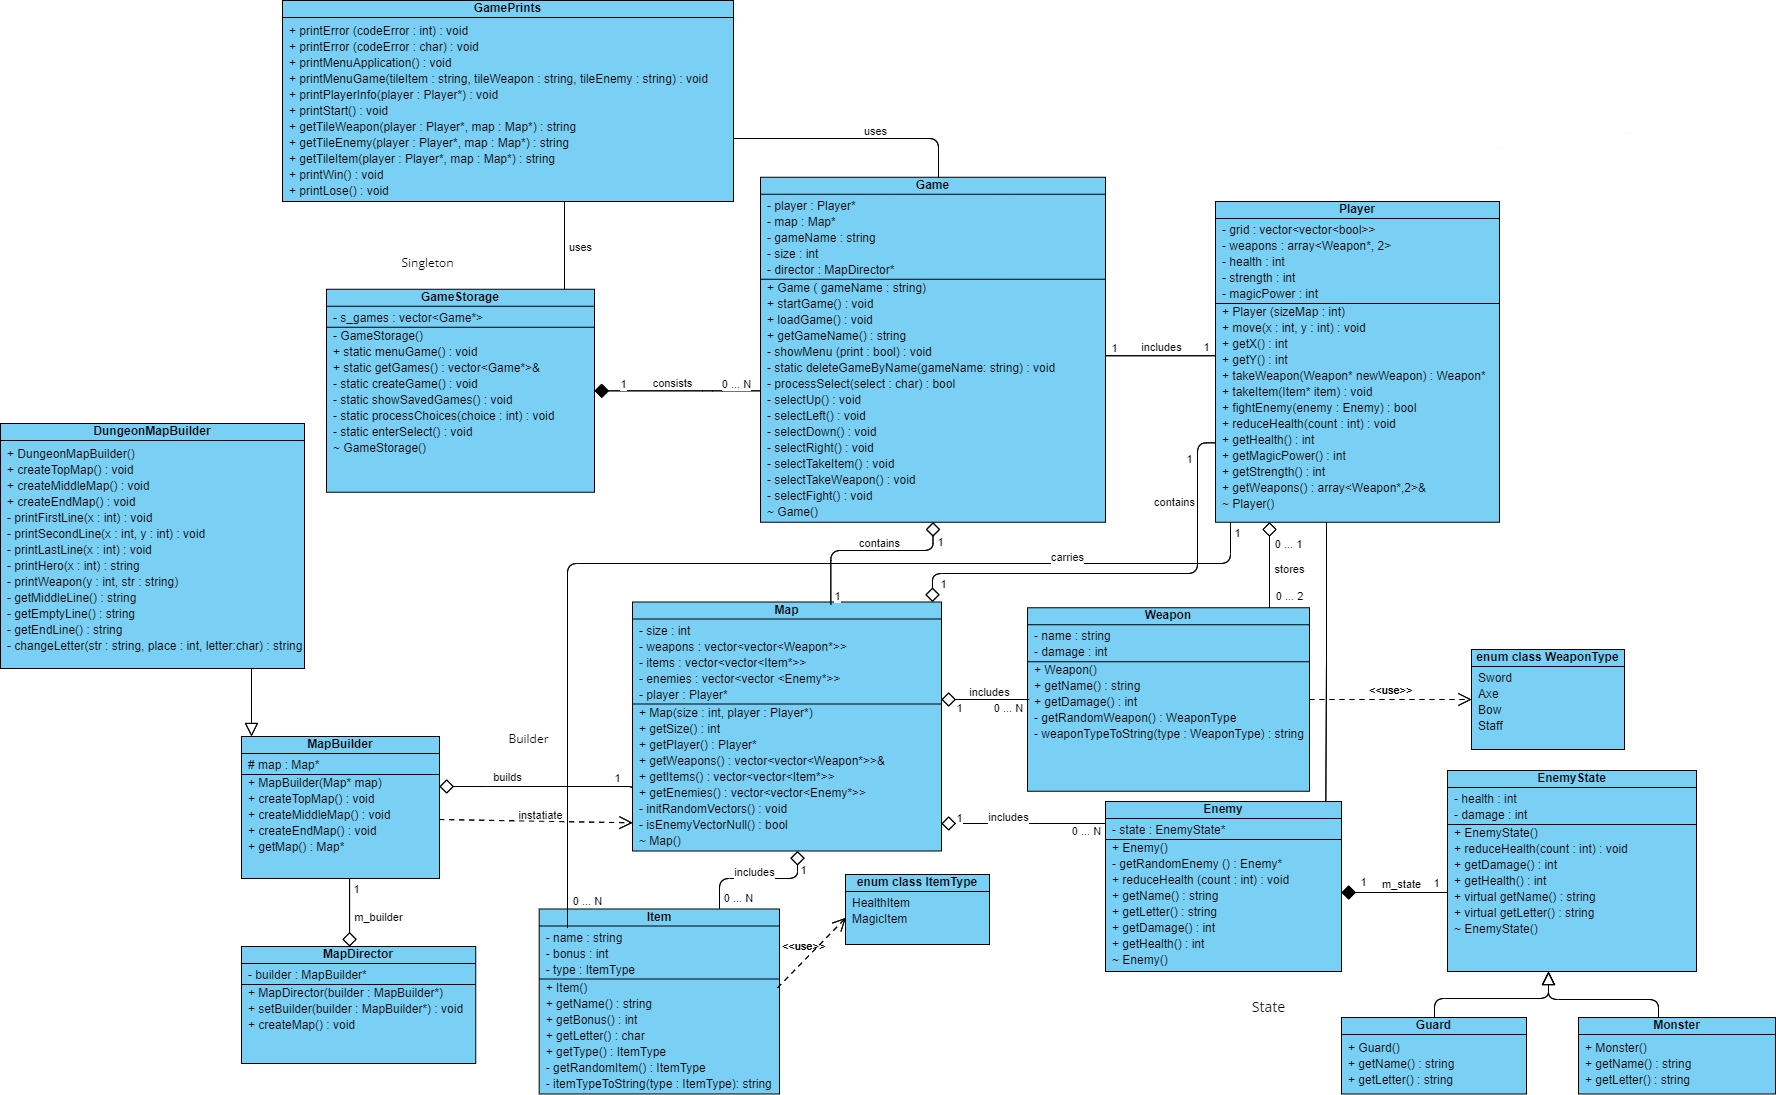 GamePrints
+ printError (codeError : int) : void
+ printError (codeError : char) : void
+ printMenuApplication() : void
+ printMenuGame(tileItem : string, tileWeapon : string, tileEnemy : string) : void
+ printPlayerInfo(player : Player*) : void
+ printStart() : void
+ getTileWeapon(player : Player*, map : Map*) : string
+ getTileEnemy(player : Player*, map : Map*) : string
+ getTileItem(player : Player*, map : Map*) : string
+ printWin() : void
+ printLose() : void
uses
uses
Singleton
GameStorage
- s_games : vector<Game*>
- GameStorage()
+ static menuGame() : void
+ static getGames() : vector<Game*>&
- static createGame() : void
- static showSavedGames() : void
- static processChoices(choice : int) : void
- static enterSelect() : void
~ GameStorage()
1
consists
0 ... N
Game
- player : Player*
- map : Map*
- gameName : string
- size : int
- director : MapDirector*
+ Game ( gameName : string)
+ startGame() : void
+ loadGame() : void
+ getGameName() : string
- showMenu (print : bool) : void
- static deleteGameByName(gameName: string) : void
- processSelect(select : char) : bool
- selectUp() : void
- selectLeft() : void
- selectDown() : void
- selectRight() : void
- selectTakeItem() : void
- selectTakeWeapon() : void
- selectFight() : void
~ Game()
1
includes
1
Player
- grid : vector<vector<bool>>
- weapons : array<Weapon*, 2>
- health : int
- strength : int
- magicPower : int
+ Player (sizeMap : int)
+ move(x : int, y : int) : void
+ getX() : int
+ getY() : int
+ takeWeapon(Weapon* newWeapon) : Weapon*
+ takeItem(Item* item) : void
+ fightEnemy(enemy : Enemy) : bool
+ reduceHealth(count : int) : void
+ getHealth() : int
+ getMagicPower() : int
+ getStrength() : int
+ getWeapons() : array<Weapon*,2>&
~ Player()
1
contains
1
contains
1
1
1
carries
0 ... N
0 ... 1
stores
0 ... 2
DungeonMapBuilder
+ DungeonMapBuilder()
+ createTopMap() : void
+ createMiddleMap() : void
+ createEndMap() : void
- printFirstLine(x : int) : void
- printSecondLine(x : int, y : int) : void
- printLastLine(x : int) : void
- printHero(x : int) : string
- printWeapon(y : int, str : string)
- getMiddleLine() : string
- getEmptyLine() : string
- getEndLine() : string
- changeLetter(str : string, place : int, letter:char) : string
Builder
MapBuilder
# map : Map*
+ MapBuilder(Map* map)
+ createTopMap() : void
+ createMiddleMap() : void
+ createEndMap() : void
+ getMap() : Map*
builds
1
instatiate
1
m_builder
MapDirector
- builder : MapBuilder*
+ MapDirector(builder : MapBuilder*)
+ setBuilder(builder : MapBuilder*) : void
+ createMap() : void
Map
- size : int
- weapons : vector<vector<Weapon*>>
- items : vector<vector<Item*>>
- enemies : vector<vector <Enemy*>>
- player : Player*
+ Map(size : int, player : Player*)
+ getSize() : int
+ getPlayer() : Player*
+ getWeapons() : vector<vector<Weapon*>>&
+ getItems() : vector<vector<Item*>>
+ getEnemies() : vector<vector<Enemy*>>
- initRandomVectors() : void
- isEnemyVectorNull() : bool
~ Map()
1
includes
0 ... N
1
includes
0 ... N
1
includes
0 ... N
Weapon
- name : string
- damage : int
+ Weapon()
+ getName() : string
+ getDamage() : int
- getRandomWeapon() : WeaponType
- weaponTypeToString(type : WeaponType) : string
<<use>>
enum class WeaponType
Sword
Axe
Bow
Staff
Enemy
- state : EnemyState*
+ Enemy()
- getRandomEnemy () : Enemy*
+ reduceHealth (count : int) : void
+ getName() : string
+ getLetter() : string
+ getDamage() : int
+ getHealth() : int
~ Enemy()
1
m_state
1
EnemyState
- health : int
- damage : int
+ EnemyState()
+ reduceHealth(count : int) : void
+ getDamage() : int
+ getHealth() : int
+ virtual getName() : string
+ virtual getLetter() : string
~ EnemyState()
State
Guard
+ Guard()
+ getName() : string
+ getLetter() : string
Monster
+ Monster()
+ getName() : string
+ getLetter() : string
Item
- name : string
- bonus : int
- type : ItemType
+ Item()
+ getName() : string
+ getBonus() : int
+ getLetter() : char
+ getType() : ItemType
- getRandomItem() : ItemType
- itemTypeToString(type : ItemType): string
<<use>>
enum class ItemType
HealthItem
MagicItem